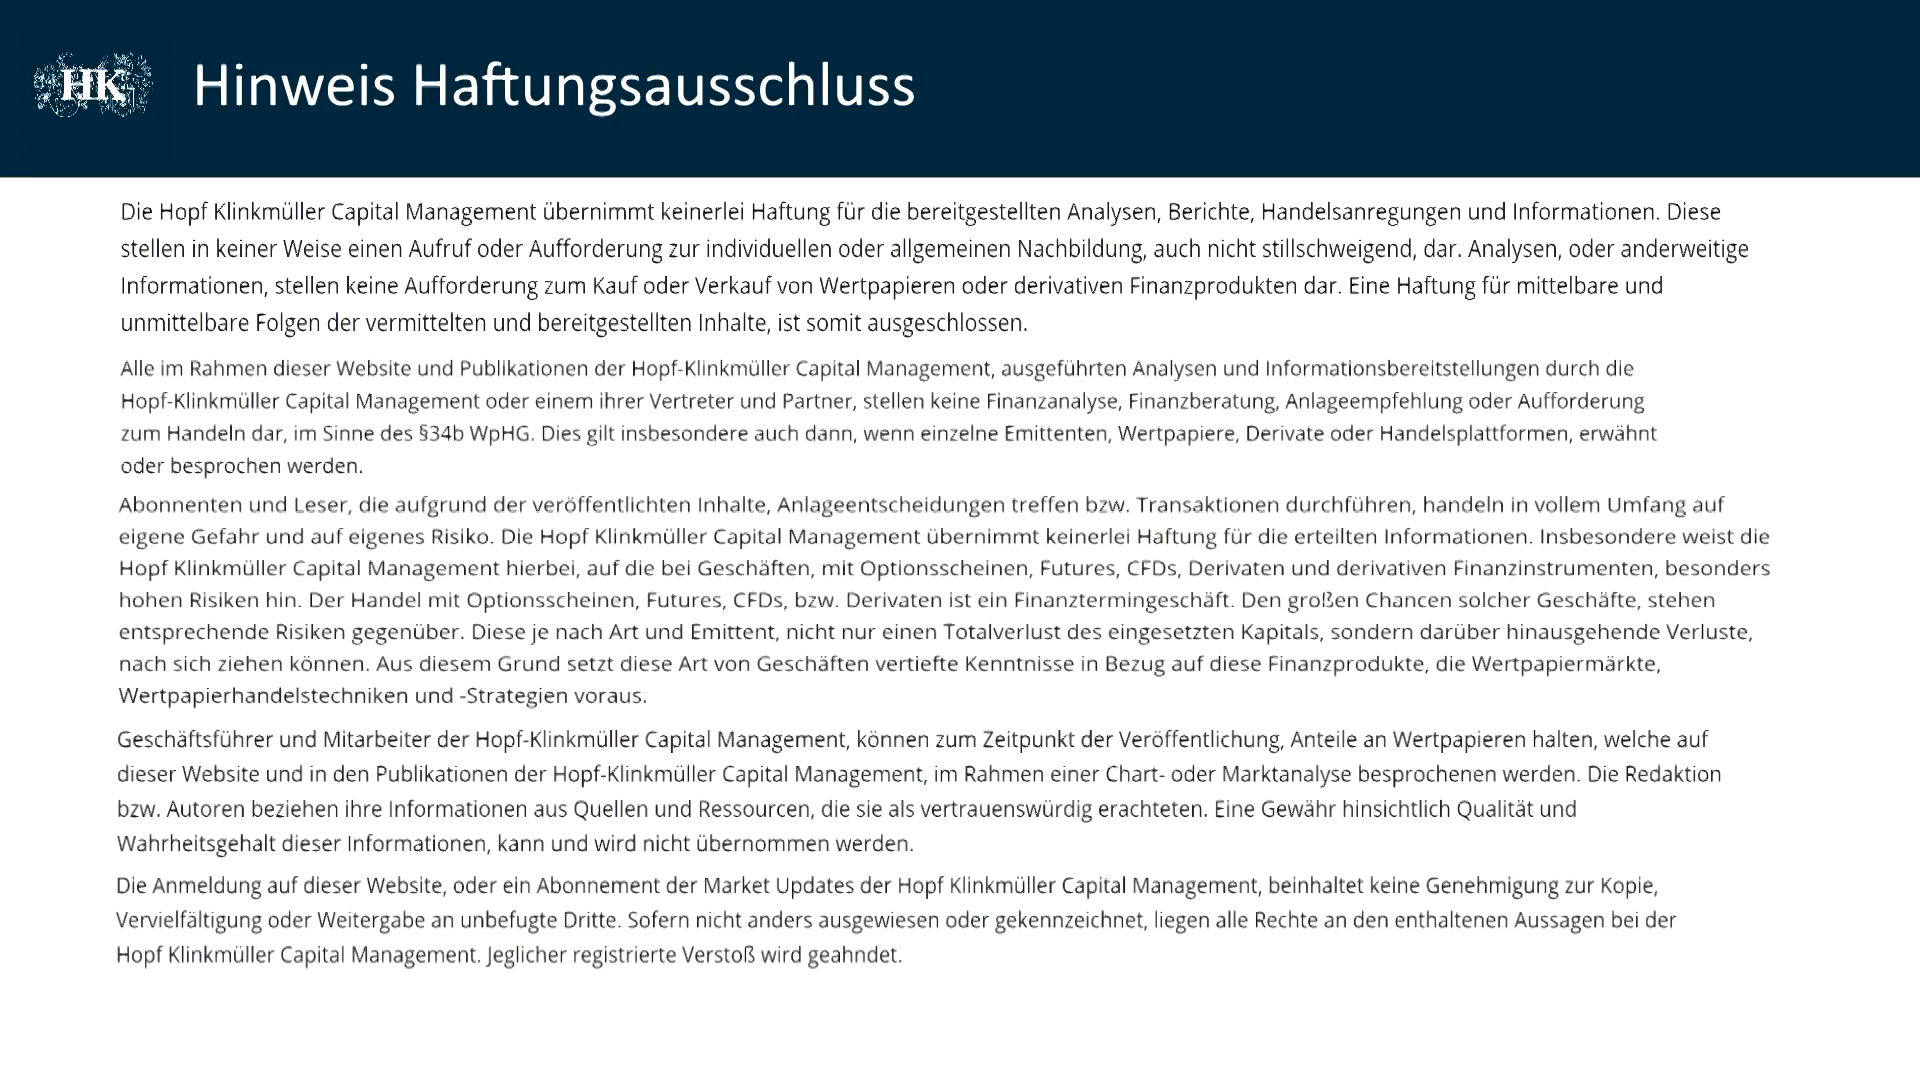 HK
Hinweis Haftungsausschluss
Die Hopf Klinkmüller Capital Management übernimmt keinerlei Haftung für die bereitgestellten Analysen, Berichte, Handelsanregungen und Informationen. Diese
stellen in keiner Weise einen Aufruf oder Aufforderung zur individuellen oder allgemeinen Nachbildung, auch nicht stillschweigend, dar. Analysen, oder anderweitige
Informationen, stellen keine Aufforderung zum Kauf oder Verkauf von Wertpapieren oder derivativen Finanzprodukten dar. Eine Haftung für mittelbare und
unmittelbare Folgen der vermittelten und bereitgestellten Inhalte, ist somit ausgeschlossen.
Alle im Rahmen dieser Website und Publikationen der Hopf-Klinkmüller Capital Management, ausgeführten Analysen und Informationsbereitstellungen durch die
Hopf-Klinkmüller Capital Management oder einem ihrer Vertreter und Partner, stellen keine Finanzanalyse, Finanzberatung, Anlageempfehlung oder Aufforderung
zum Handeln dar, im Sinne des §34b WpHG. Dies gilt insbesondere auch dann, wenn einzelne Emittenten, Wertpapiere, Derivate oder Handelsplattformen, erwähnt
oder besprochen werden.
Abonnenten und Leser, die aufgrund der veröffentlichten Inhalte, Anlageentscheidungen treffen bzw. Transaktionen durchführen, handeln in vollem Umfang auf
eigene Gefahr und auf eigenes Risiko. Die Hopf Klinkmüller Capital Management übernimmt keinerlei Haftung für die erteilten Informationen. Insbesondere weist die
Hopf Klinkmüller Capital Management hierbei, auf die bei Geschäften, mit Optionsscheinen, Futures, CFDs, Derivaten und derivativen Finanzinstrumenten, besonders
hohen Risiken hin. Der Handel mit Optionsscheinen, Futures, CFDs, bzw. Derivaten ist ein Finanztermingeschäft. Den großen Chancen solcher Geschäfte, stehen
entsprechende Risiken gegenüber. Diese je nach Art und Emittent, nicht nur einen Totalverlust des eingesetzten Kapitals, sondern darüber hinausgehende Verluste,
nach sich ziehen können. Aus diesem Grund setzt diese Art von Geschäften vertiefte Kenntnisse in Bezug auf diese Finanzprodukte, die Wertpapiermärkte,
Wertpapierhandelstechniken und -Strategien voraus.
Geschäftsführer und Mitarbeiter der Hopf-Klinkmüller Capital Management, können zum Zeitpunkt der Veröffentlichung, Anteile an Wertpapieren halten, welche auf
dieser Website und in den Publikationen der Hopf-Klinkmüller Capital Management, im Rahmen einer Chart- oder Marktanalyse besprochenen werden. Die Redaktion
bzw. Autoren beziehen ihre Informationen aus Quellen und Ressourcen, die sie als vertrauenswürdig erachteten. Eine Gewähr hinsichtlich Qualität und
Wahrheitsgehalt dieser Informationen, kann und wird nicht übernommen werden.
Die Anmeldung auf dieser Website, oder ein Abonnement der Market Updates der Hopf Klinkmüller Capital Management, beinhaltet keine Genehmigung zur Kopie,
Vervielfältigung oder Weitergabe an unbefugte Dritte. Sofern nicht anders ausgewiesen oder gekennzeichnet, liegen alle Rechte an den enthaltenen Aussagen bei der
Hopf Klinkmüller Capital Management. Jeglicher registrierte Verstoß wird geahndet.